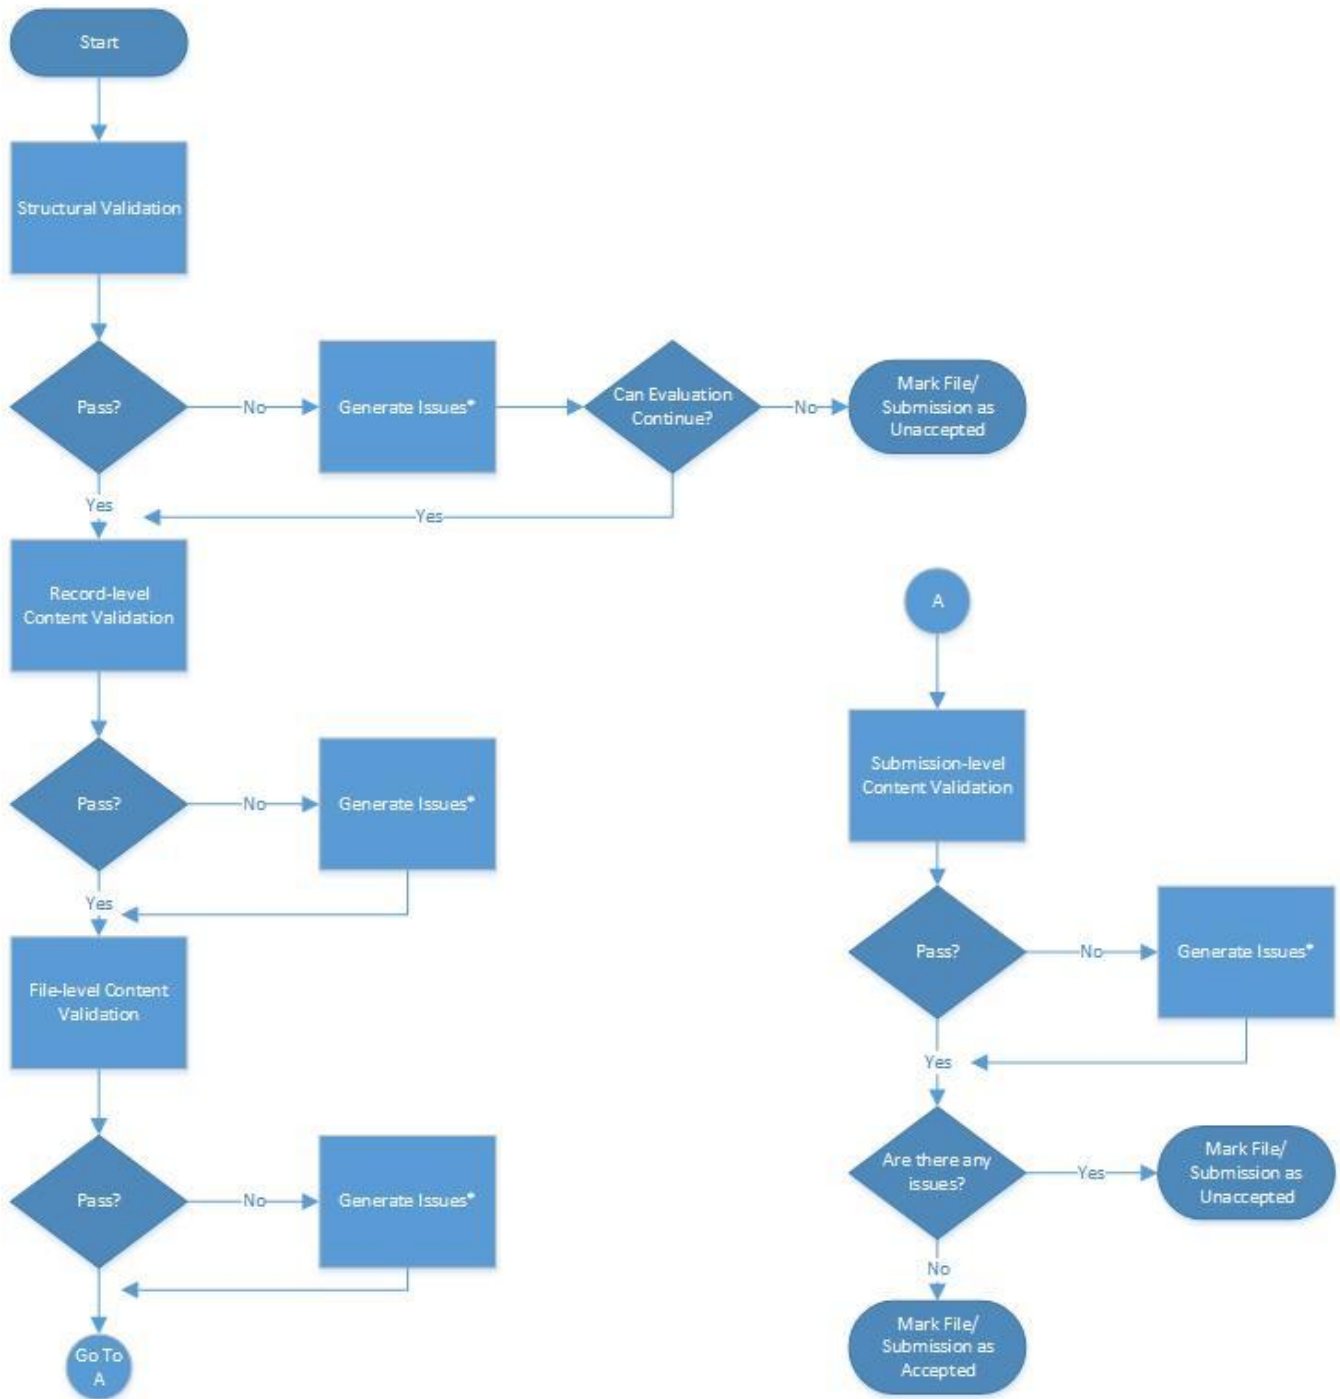 Start
Structural Validation
Pass?
No
Generate Issues*
Can Evaluation
Continue?
No
Mark File/
Submission as
Unaccepted
Yes
Yes
Record-level
Content Validation
Pass?
No
Generate Issues*
Yes
File-level Content
Validation
Pass?
No
Generate Issues*
Go To
A
A
Submission-level
Content Validation
Pass?
No
Generate Issues*
Yes
Are there any
issues?
Yes
Mark File/
Submission as
Unaccepted
No
Mark File/
Submission as
Accepted